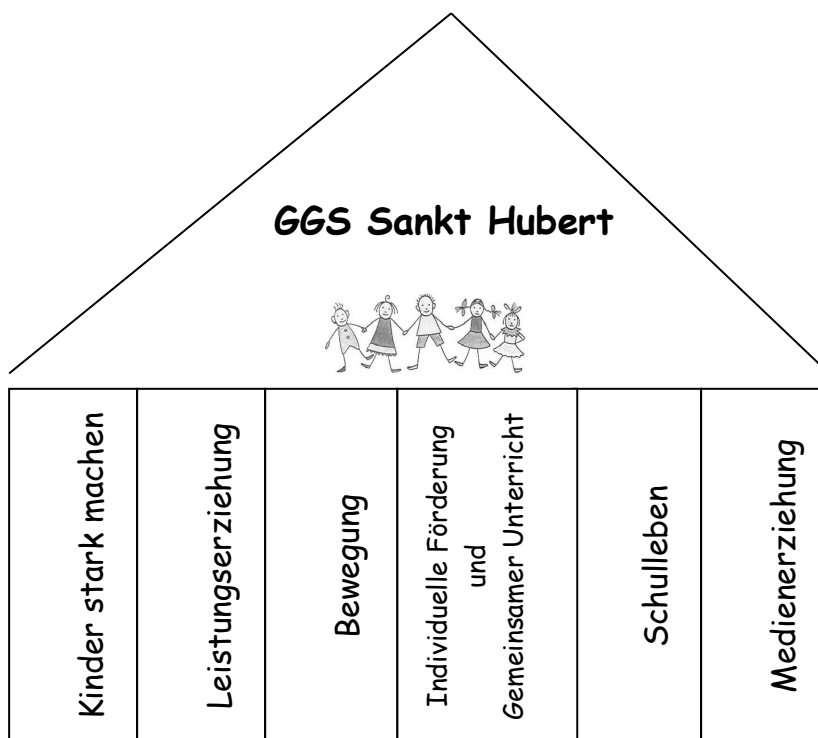 GGS Sankt Hubert
Kinder stark machen
Leistungserziehung
Bewegung
Individuelle Förderung
und
Gemeinsamer Unterricht
Schulleben
Medienerziehung